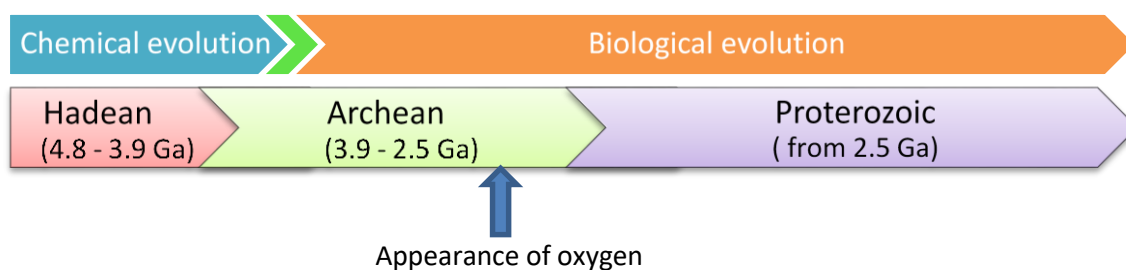 Chemical evolution
Biological evolution
Hadean
(4.8 - 3.9 Ga)
Archean
(3.9 - 2.5 Ga)
Proterozoic
( from 2.5 Ga)
Appearance of oxygen